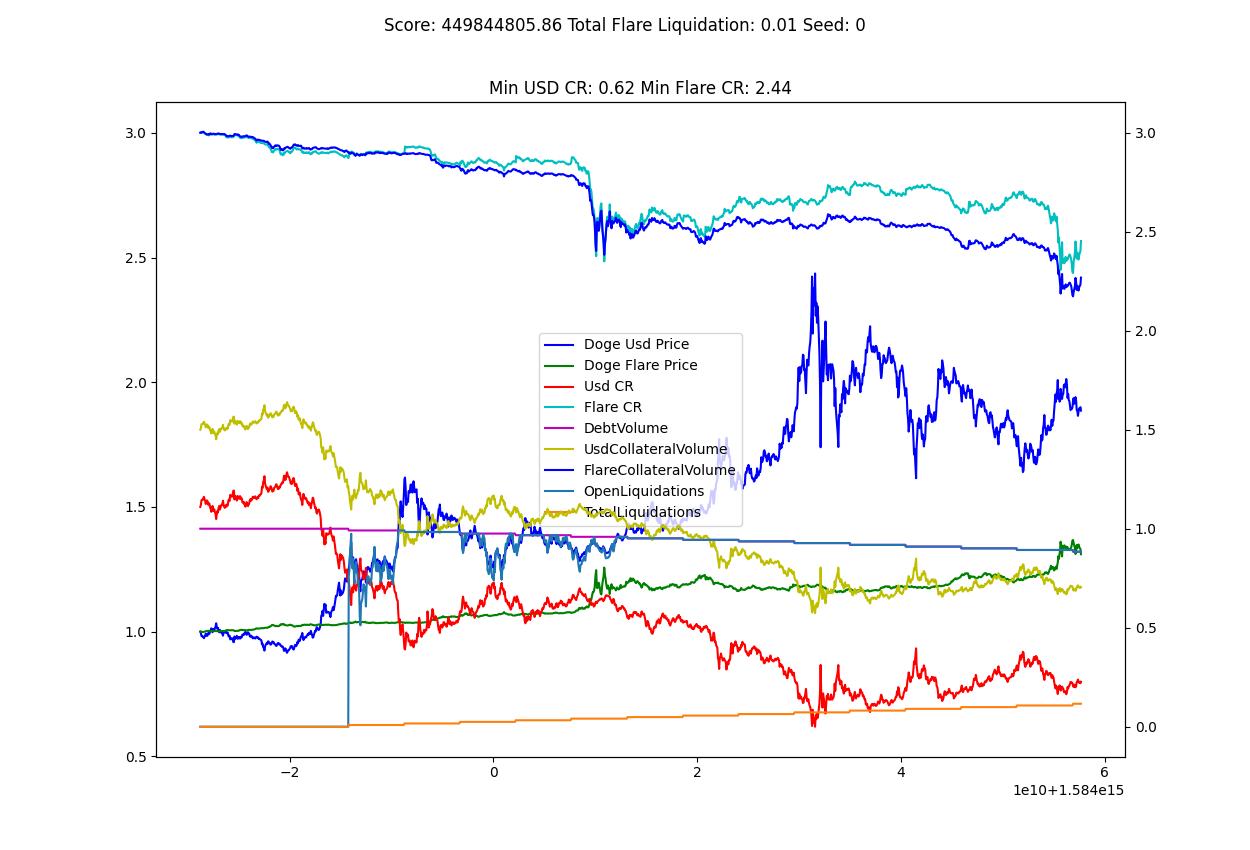 Score: 449844805.86 Total Flare Liquidation: 0.01 Seed: 0
Min USD CR: 0.62 Min Flare CR: 2.44
3.0
2.5
2.0
1.5
1.0
0.5
3.0
2.5
2.0
1.5
1.0
0.5
0.0
Doge Usd Price
Doge Flare Price
Usd CR
Flare CR
DebtVolume
UsdCollateralVolume
FlareCollateralVolume
OpenLiquidations
TotalLiquidations
−2
0
2
4
6
1e10+1.584e15